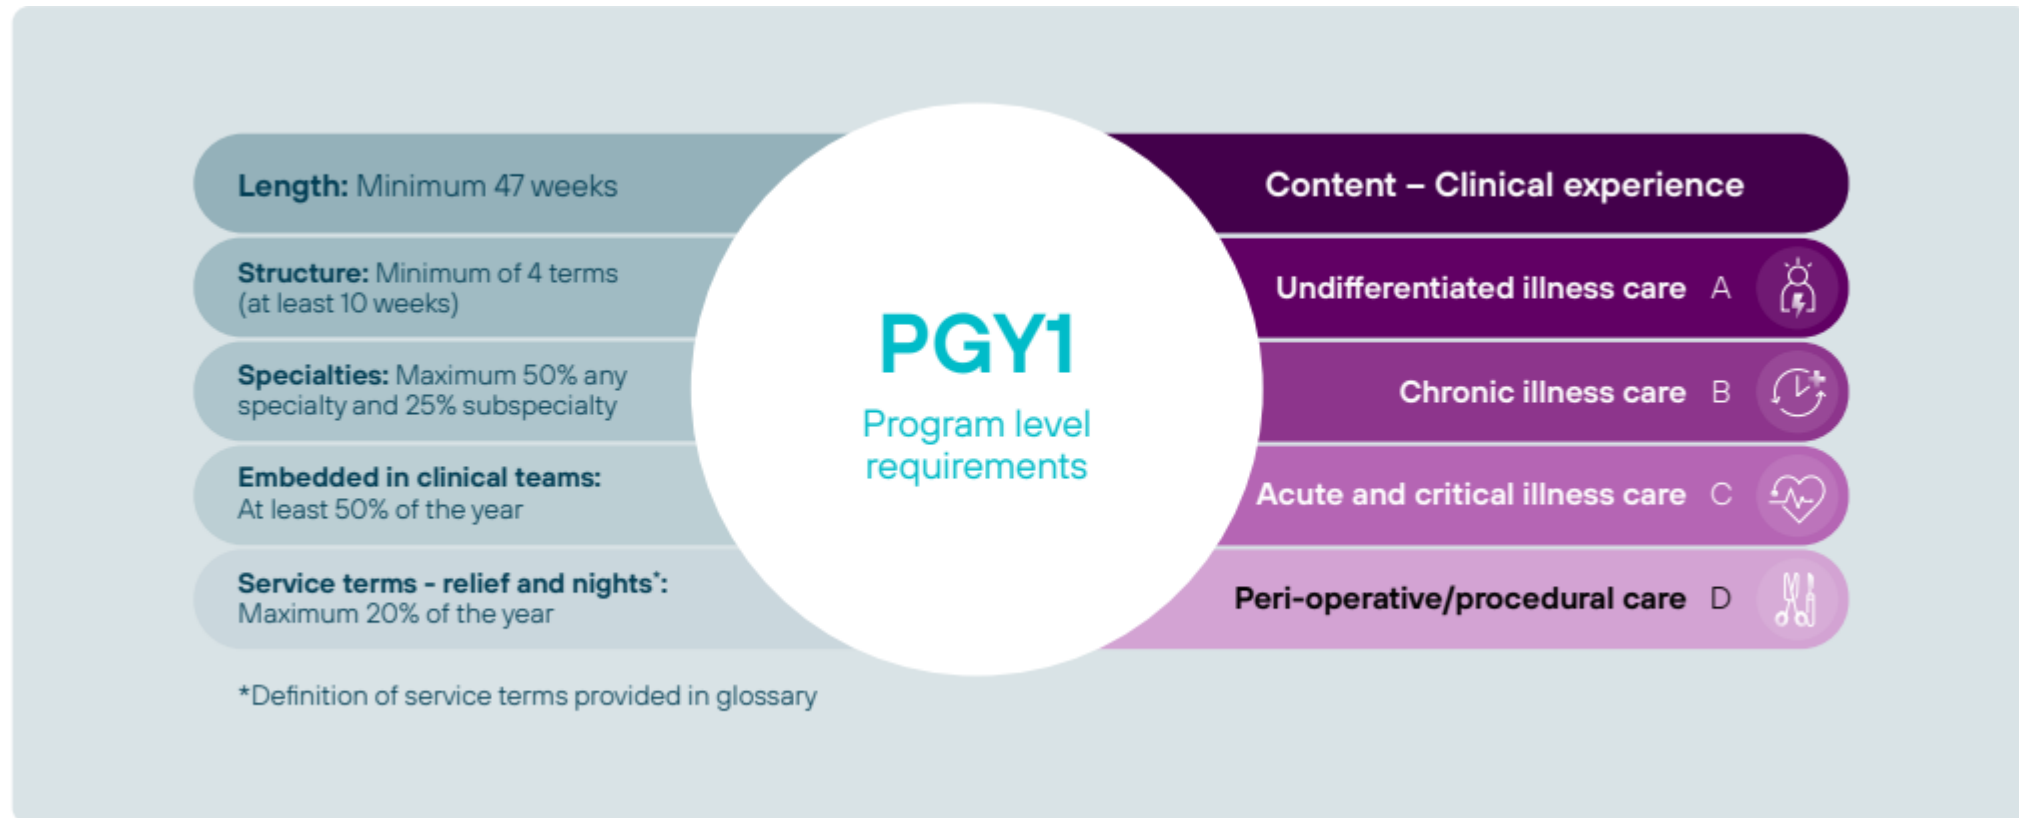 Length: Minimum 47 weeks
Structure: Minimum of 4 terms
(at least 10 weeks)
Specialties: Maximum 50% any
specialty and 25% subspecialty
Embedded in clinical teams:
At least 50% of the year
Service terms - relief and nights*:
Maximum 20% of the year
*Definition of service terms provided in glossary
PGY1
Program level
requirements
Content – Clinical experience
Undifferentiated illness care A
Chronic illness care B
Acute and critical illness care C
Peri-operative/procedural care D